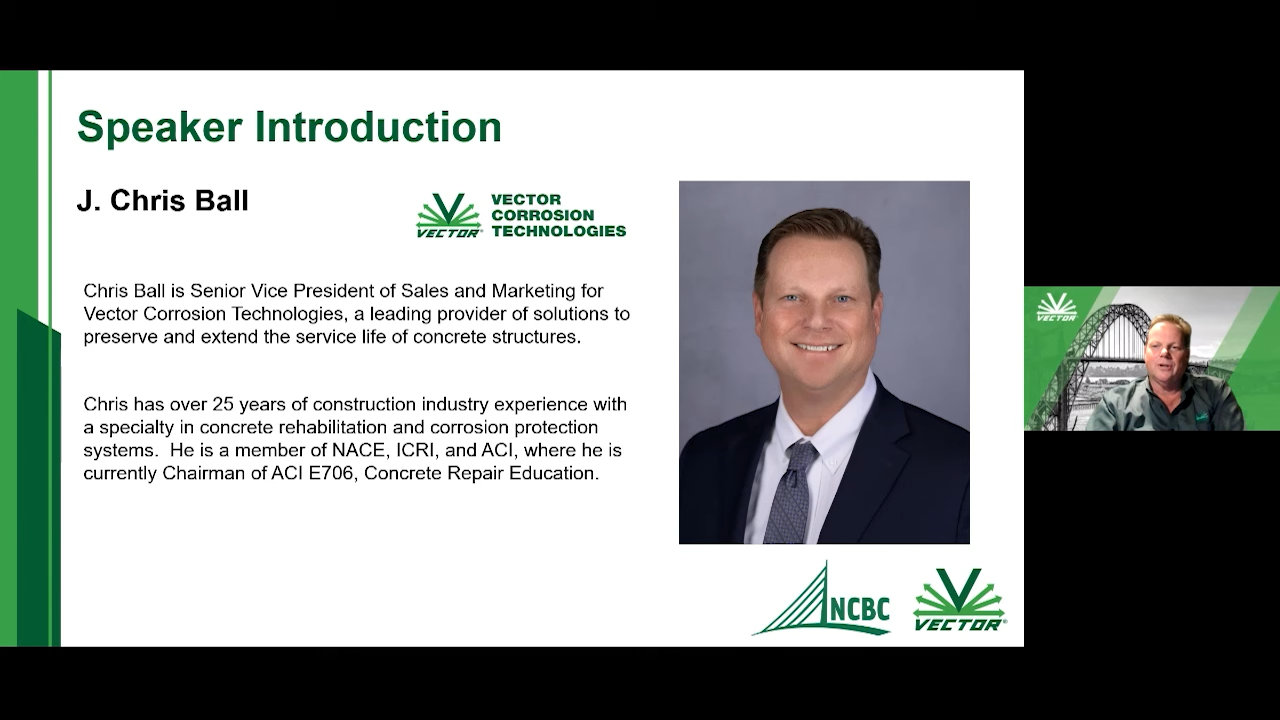 Speaker Introduction
J. Chris Ball
VECTOR
VECTOR
CORROSION
TECHNOLOGIES
Chris Ball is Senior Vice President of Sales and Marketing for
Vector Corrosion Technologies, a leading provider of solutions to
preserve and extend the service life of concrete structures.
Chris has over 25 years of construction industry experience with
a specialty in concrete rehabilitation and corrosion protection
systems.  He is a member of NACE, ICRI, and ACI, where he is
currently Chairman of ACI E706, Concrete Repair Education.
NCBC
VECTOR®
VECTOR